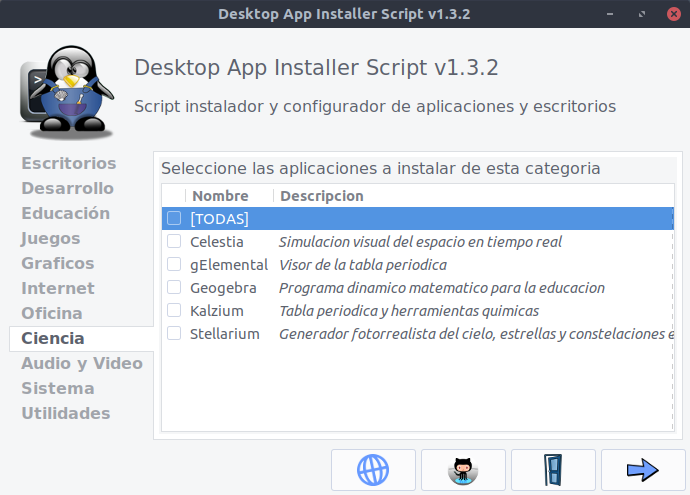 Desktop App Installer Script v1.3.2
Desktop App Installer Script v1.3.2
Script instalador y configurador de aplicaciones y escritorios
Escritorios
Desarrollo
Educación
Juegos
Graficos
Internet
Oficina
Ciencia
Audio y Video
Sistema
Utilidades
Seleccione las aplicaciones a instalar de esta categoria
Nombre Descripcion
[TODAS]
Celestia Simulacion visual del espacio en tiempo real
gElemental Visor de la tabla periodica
Geogebra Programa dinamico matematico para la educacion
Kalzium Tabla periodica y herramientas quimicas
Stellarium Generador fotorrealista del cielo, estrellas y constelaciones e